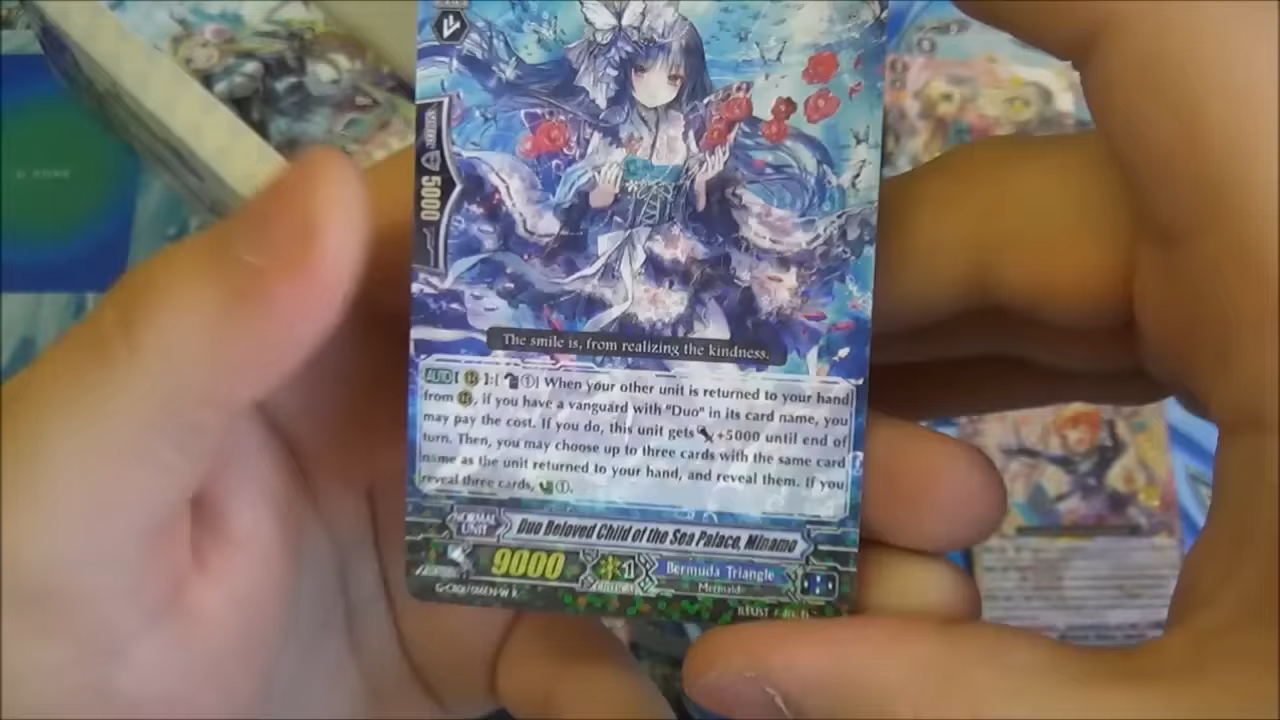 5000
The smile is, from realizing the kindness.
AUTO [ ]:[ ①] When your other unit is returned to your hand
from , if you have a vanguard with "Duo" in its card name, you
may pay the cost. If you do, this unit gets +5000 until end of
turn. Then, you may choose up to three cards with the same card
name as the unit returned to your hand, and reveal them. If you
reveal three cards, ①.
NORMAL
UNIT
Duo Beloved Child of the Sea Palace, Minamo
9000
1
CRITICAL
Bermuda Triangle
Mermaid